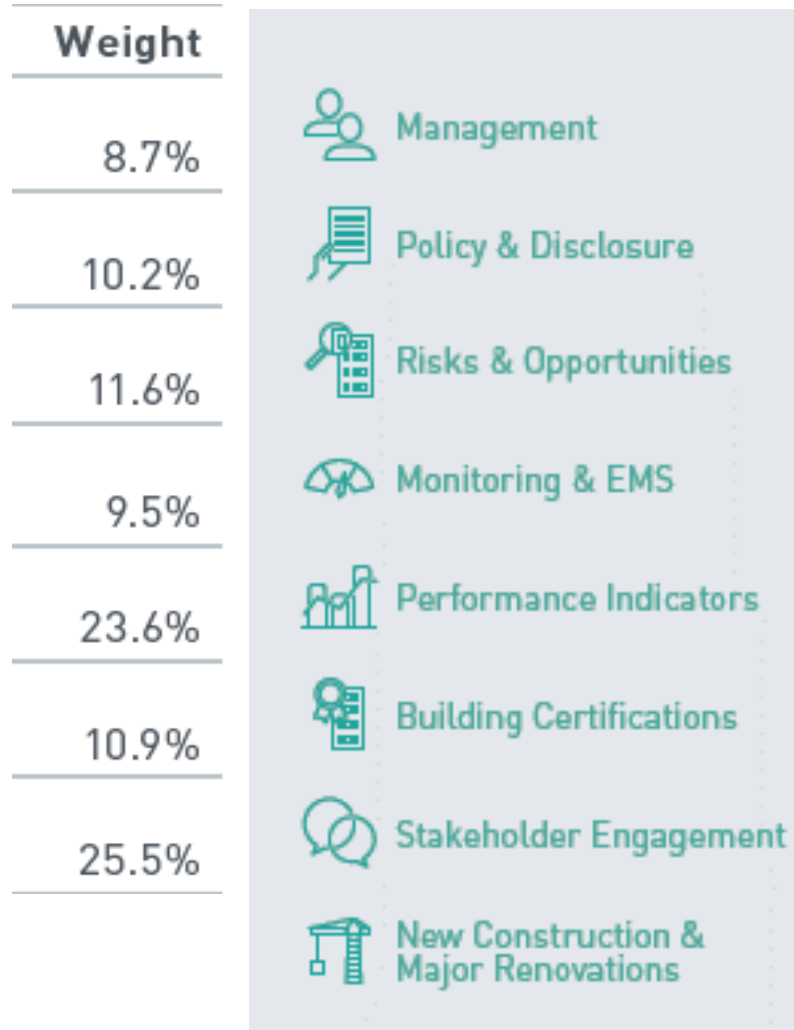 Weight
8.7%
Management
10.2%
Policy & Disclosure
11.6%
Risks & Opportunities
9.5%
Monitoring & EMS
23.6%
Performance Indicators
10.9%
Building Certifications
25.5%
Stakeholder Engagement
New Construction &
Major Renovations